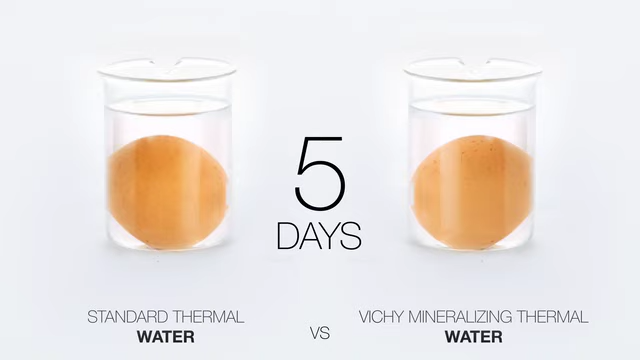 5
DAYS
STANDARD THERMAL
WATER
VS
VICHY MINERALIZING THERMAL
WATER